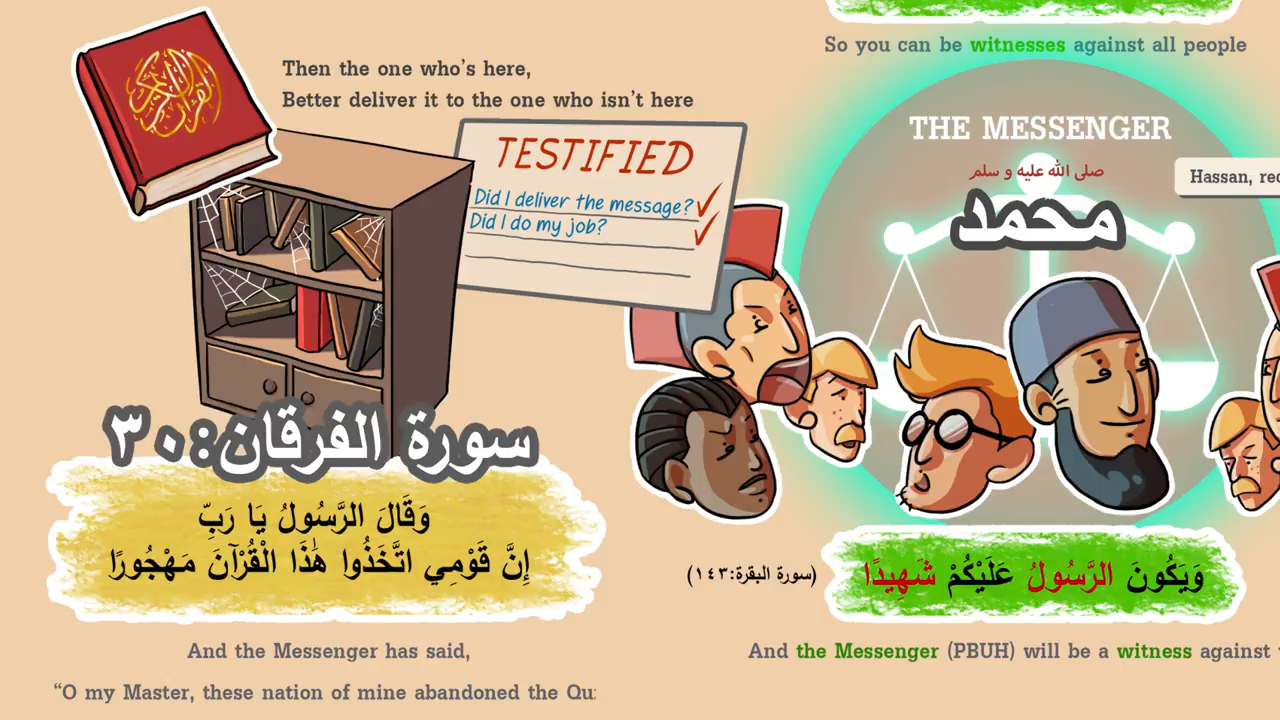 القرآن الكريم
Then the one who's here,
Better deliver it to the one who isn't here
TESTIFIED
Did I deliver the message?
Did I do my job?
سورة الفرقان:٣٠
وَقَالَ الرَّسُولُ يَا رَبِّ
إِنَّ قَوْمِي اتَّخَذُوا هَٰذَا الْقُرْآنَ مَهْجُورًا
And the Messenger has said,
“O my Master, these nation of mine abandoned the Qu
So you can be witnesses against all people
THE MESSENGER
صلى الله عليه و سلم
محمد
Hassan, rec
وَيَكُونَ الرَّسُولُ عَلَيْكُمْ شَهِيدًا
(سورة البقرة:١٤٣)
And the Messenger (PBUH) will be a witness against